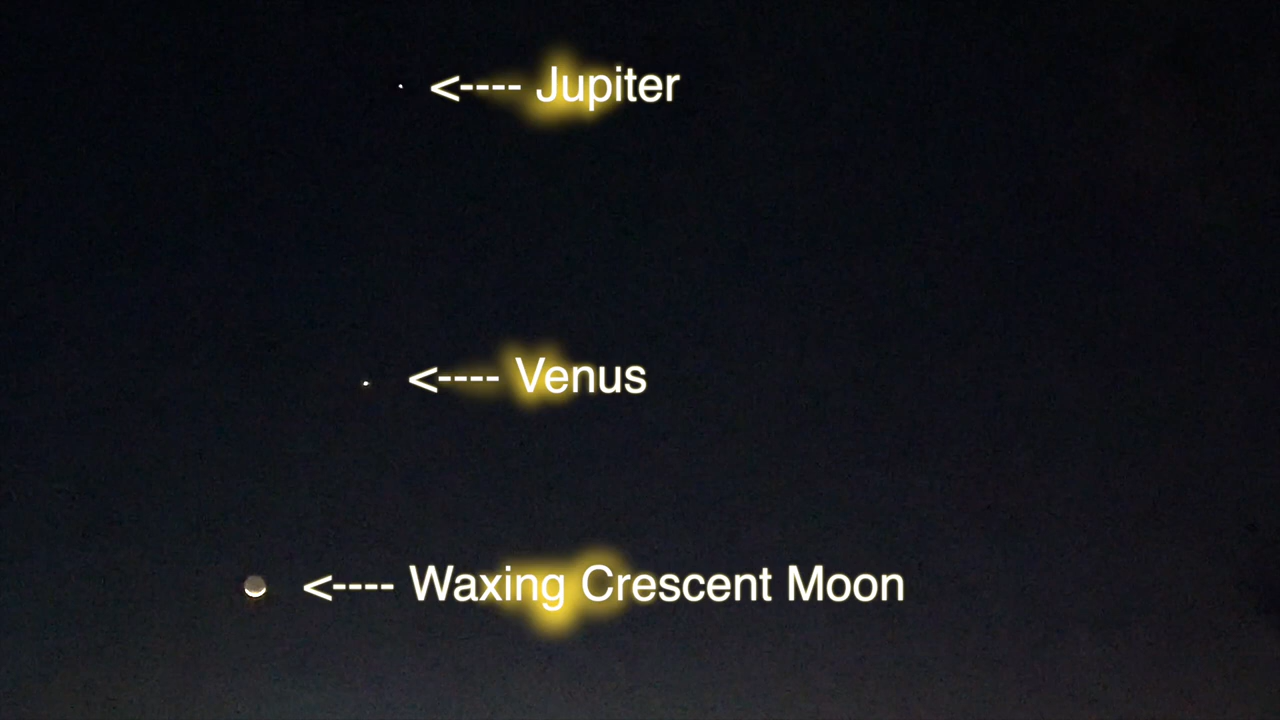 <---- Jupiter
<---- Venus
<---- Waxing Crescent Moon